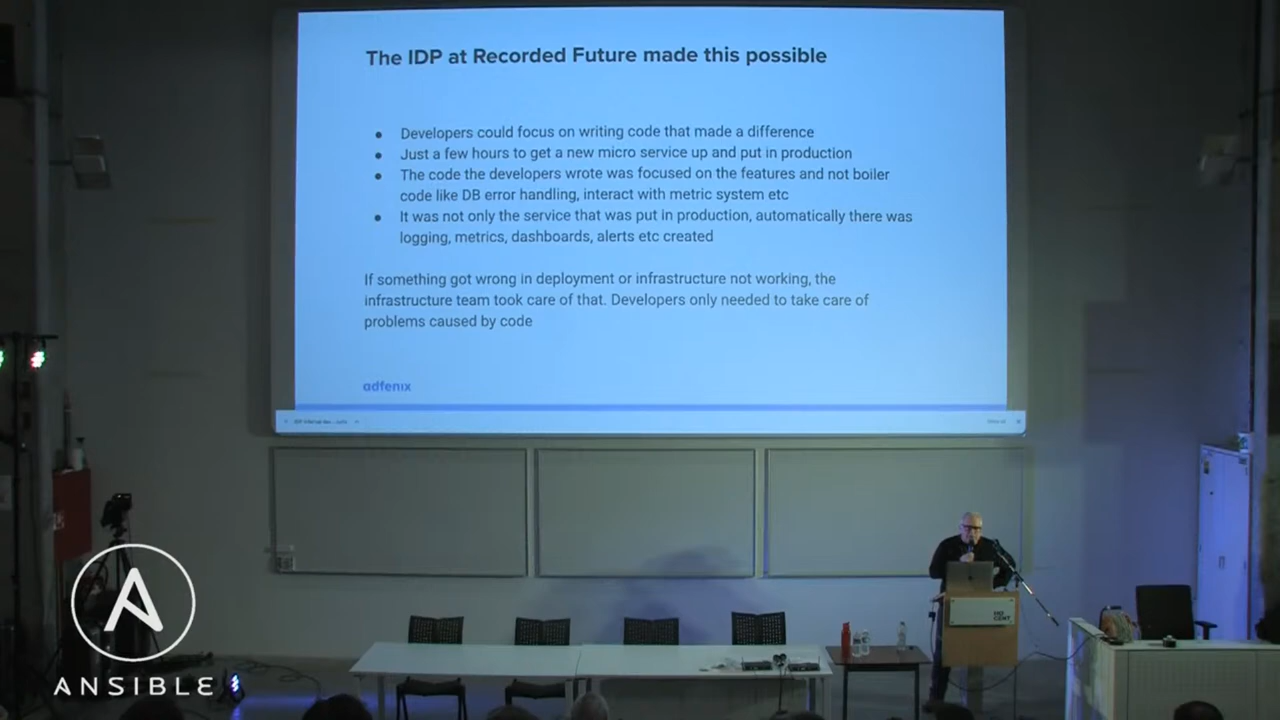 The IDP at Recorded Future made this possible
● Developers could focus on writing code that made a difference
● Just a few hours to get a new micro service up and put in production
● The code the developers wrote was focused on the features and not boiler
code like DB error handling, interact with metric system etc
● It was not only the service that was put in production, automatically there was
logging, metrics, dashboards, alerts etc created
If something got wrong in deployment or infrastructure not working, the
infrastructure team took care of that. Developers only needed to take care of
problems caused by code
adfenix
HO
GENT
ANSIBLE